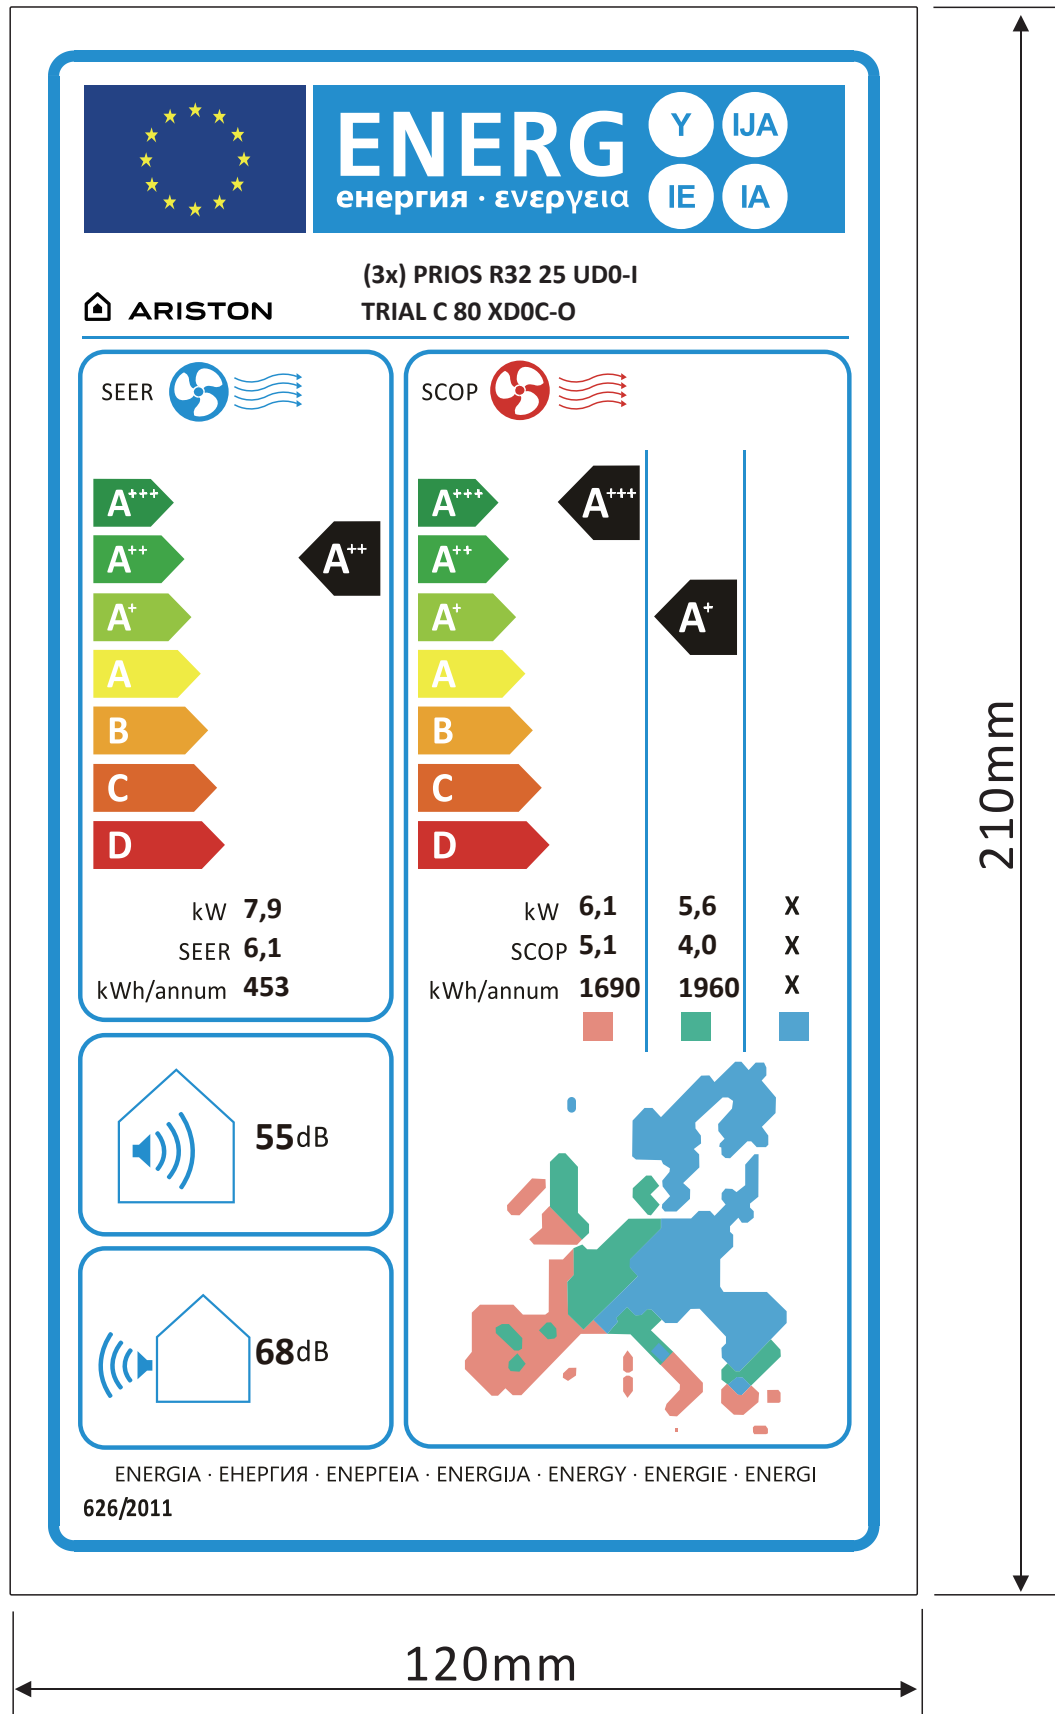 ENERG
енергия · ενεργεια
Y IJA
IE IA
(3x) PRIOS R32 25 UD0-I
ARISTON
TRIAL C 80 XD0C-O
SEER
A+++
A++
A+
A
B
C
D
A++
kW 7,9
SEER 6,1
kWh/annum 453
SCOP
A+++
A++
A+
A
B
C
D
A+++
A+
kW 6,1 5,6 X
SCOP 5,1 4,0 X
kWh/annum 1690 1960 X
55dB
68dB
ENERGIA · ЕНЕРГИЯ · ΕΝΕΡΓΕΙΑ · ENERGIJA · ENERGY · ENERGIE · ENERGI
626/2011
210mm
120mm